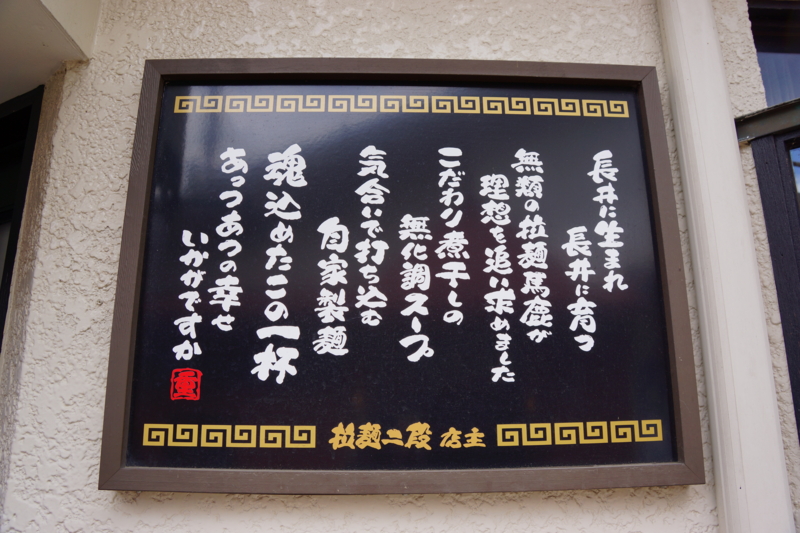 長井に生まれ
長井に育つ
無類の拉麺馬鹿が
理想を追い求めました
こだわり煮干しの
無化調スープ
気合いで打ち込む
自家製麺
魂込めたこの一杯
あっつあつの幸せ
いかがですか
拉麺二段 店主